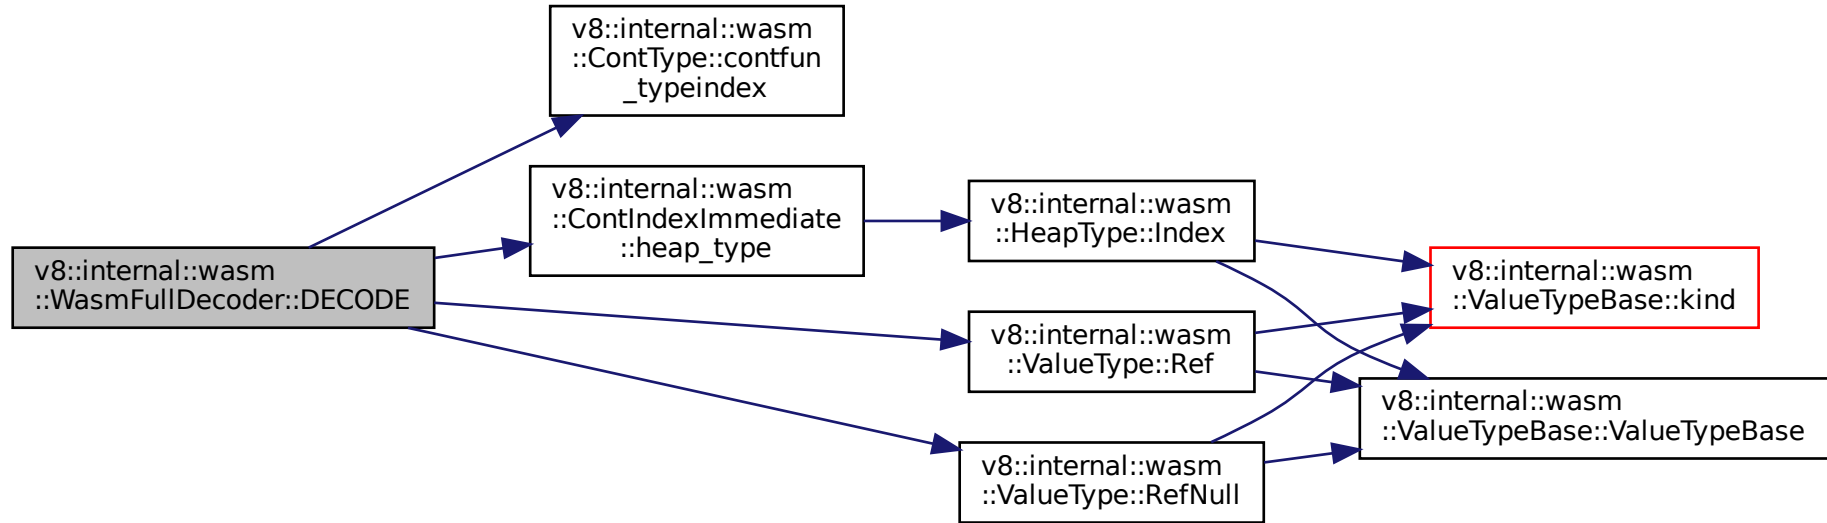 v8::internal::wasm
::WasmFullDecoder::DECODE
v8::internal::wasm
::ContType::contfun
_typeindex
v8::internal::wasm
::ContIndexImmediate
::heap_type
v8::internal::wasm
::HeapType::Index
v8::internal::wasm
::ValueType::Ref
v8::internal::wasm
::ValueType::RefNull
v8::internal::wasm
::ValueTypeBase::kind
v8::internal::wasm
::ValueTypeBase::ValueTypeBase